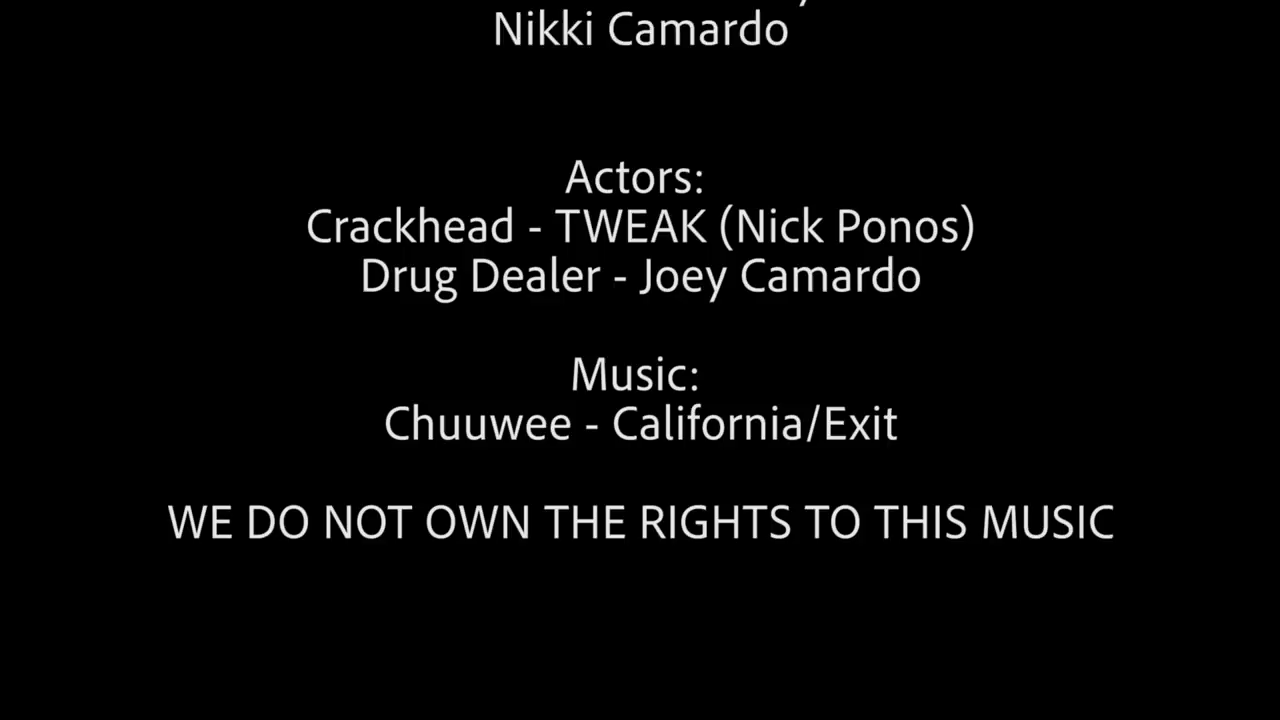 Nikki Camardo
Actors:
Crackhead - TWEAK (Nick Ponos)
Drug Dealer - Joey Camardo
Music:
Chuuwee - California/Exit
WE DO NOT OWN THE RIGHTS TO THIS MUSIC